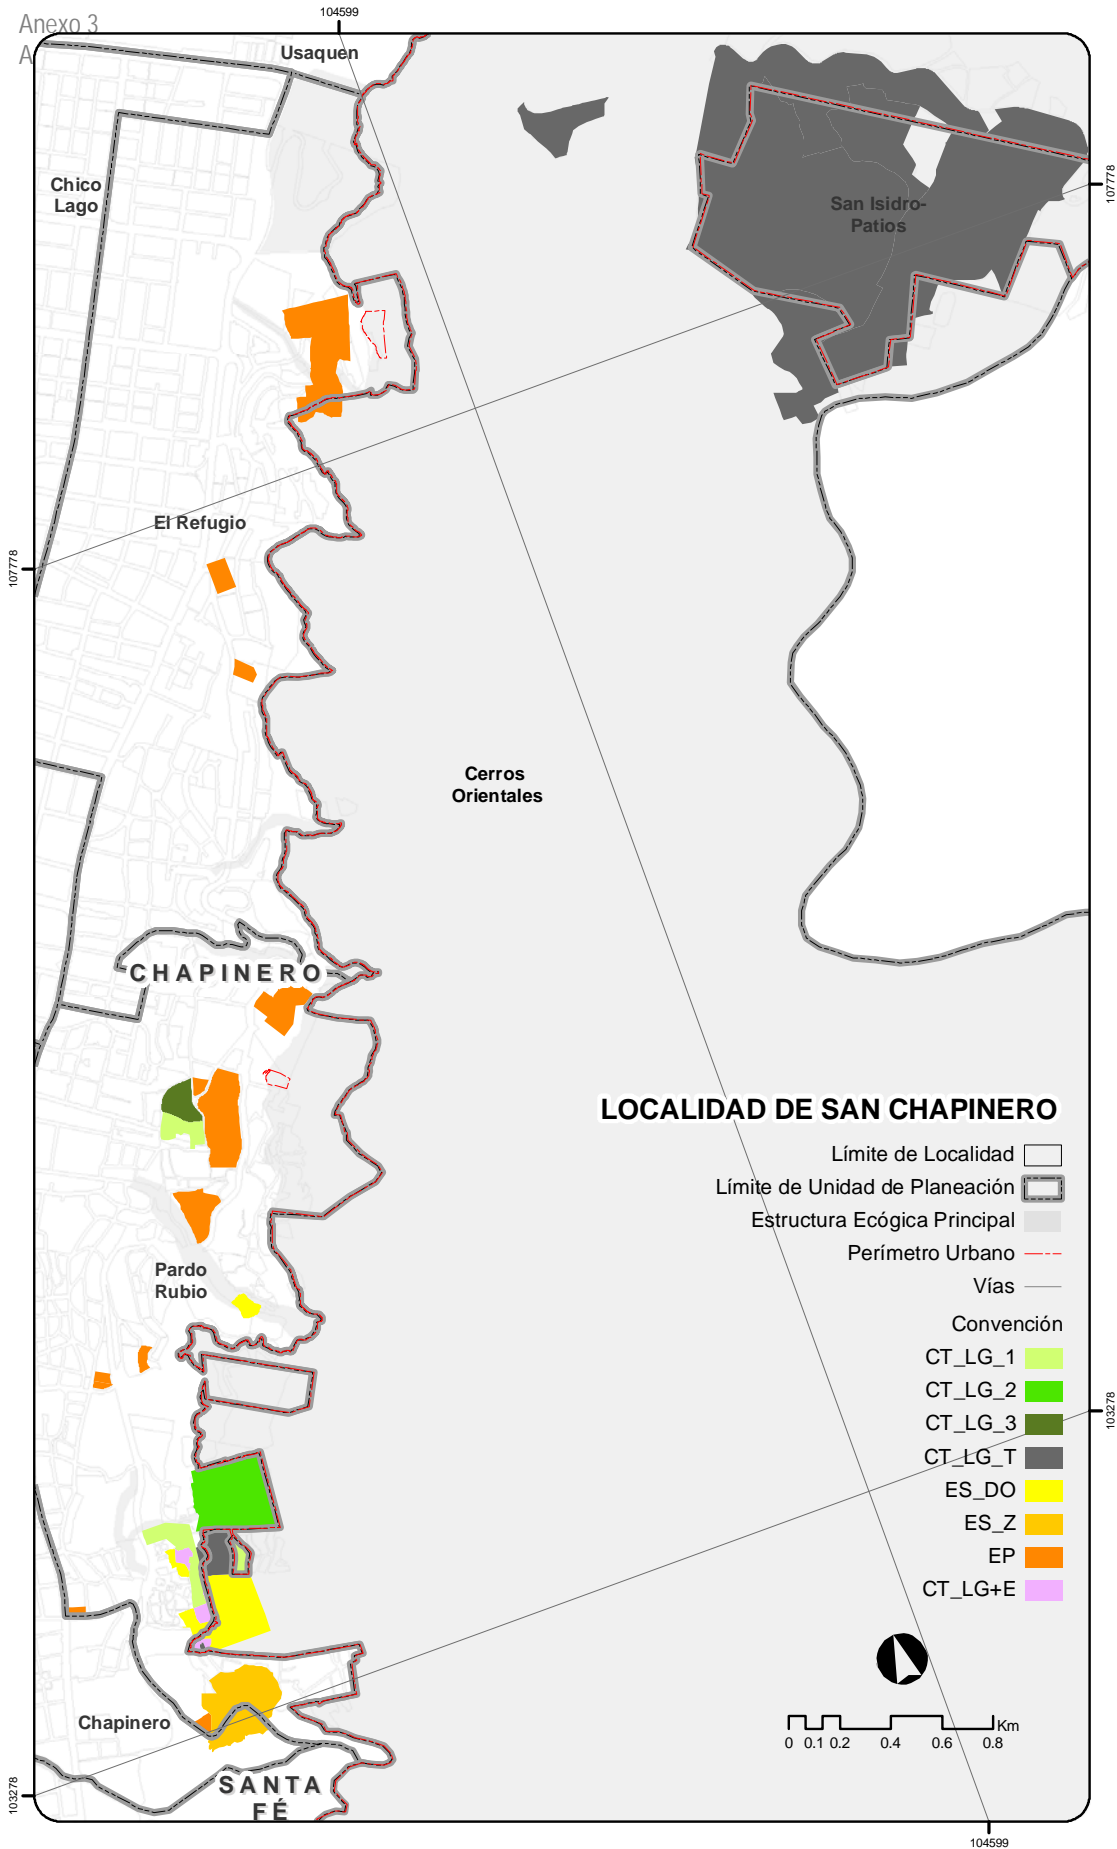 Anexo 3
A
104599
Usaquen
Chico
Lago
107778
San Isidro-
Patios
El Refugio
107778
Cerros
Orientales
CHAPINERO
LOCALIDAD DE SAN CHAPINERO
Límite de Localidad
Límite de Unidad de Planeación
Estructura Ecógica Principal
Perímetro Urbano
Vías
Convención
CT_LG_1
CT_LG_2
CT_LG_3
CT_LG_T
ES_DO
ES_Z
EP
CT_LG+E
Pardo
Rubio
103278
Chapinero
Km
0 0.1 0.2 0.4 0.6 0.8
SANTA
FÉ
103278
104599